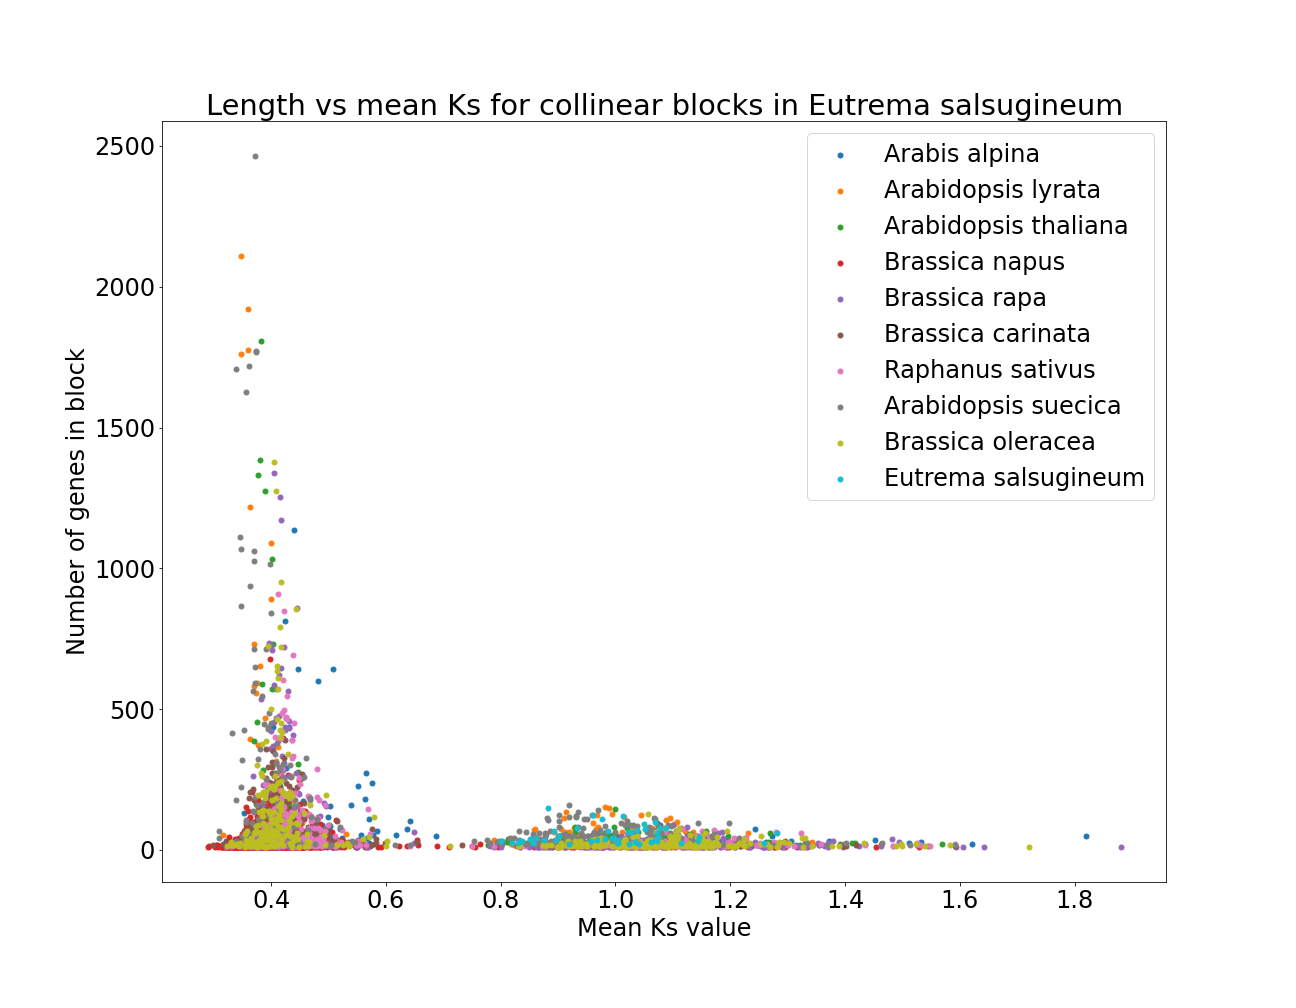 Length vs mean Ks for collinear blocks in Eutrema salsugineum
2500
2000
1500
1000
500
0
Number of genes in block
Arabis alpina
Arabidopsis lyrata
Arabidopsis thaliana
Brassica napus
Brassica rapa
Brassica carinata
Raphanus sativus
Arabidopsis suecica
Brassica oleracea
Eutrema salsugineum
0.4 0.6 0.8 1.0 1.2 1.4 1.6 1.8
Mean Ks value